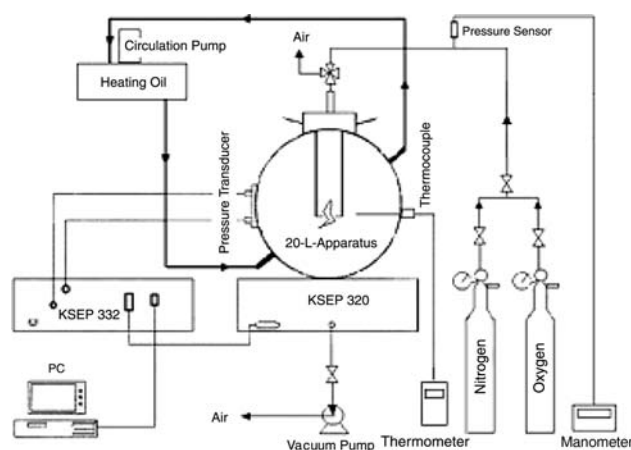 Circulation Pump
Air
Pressure Sensor
Heating Oil
Pressure Transducer
Thermocouple
20-L-Apparatus
KSEP 332
KSEP 320
Nitrogen
Oxygen
PC
Air
Vacuum Pump
Thermometer
Manometer